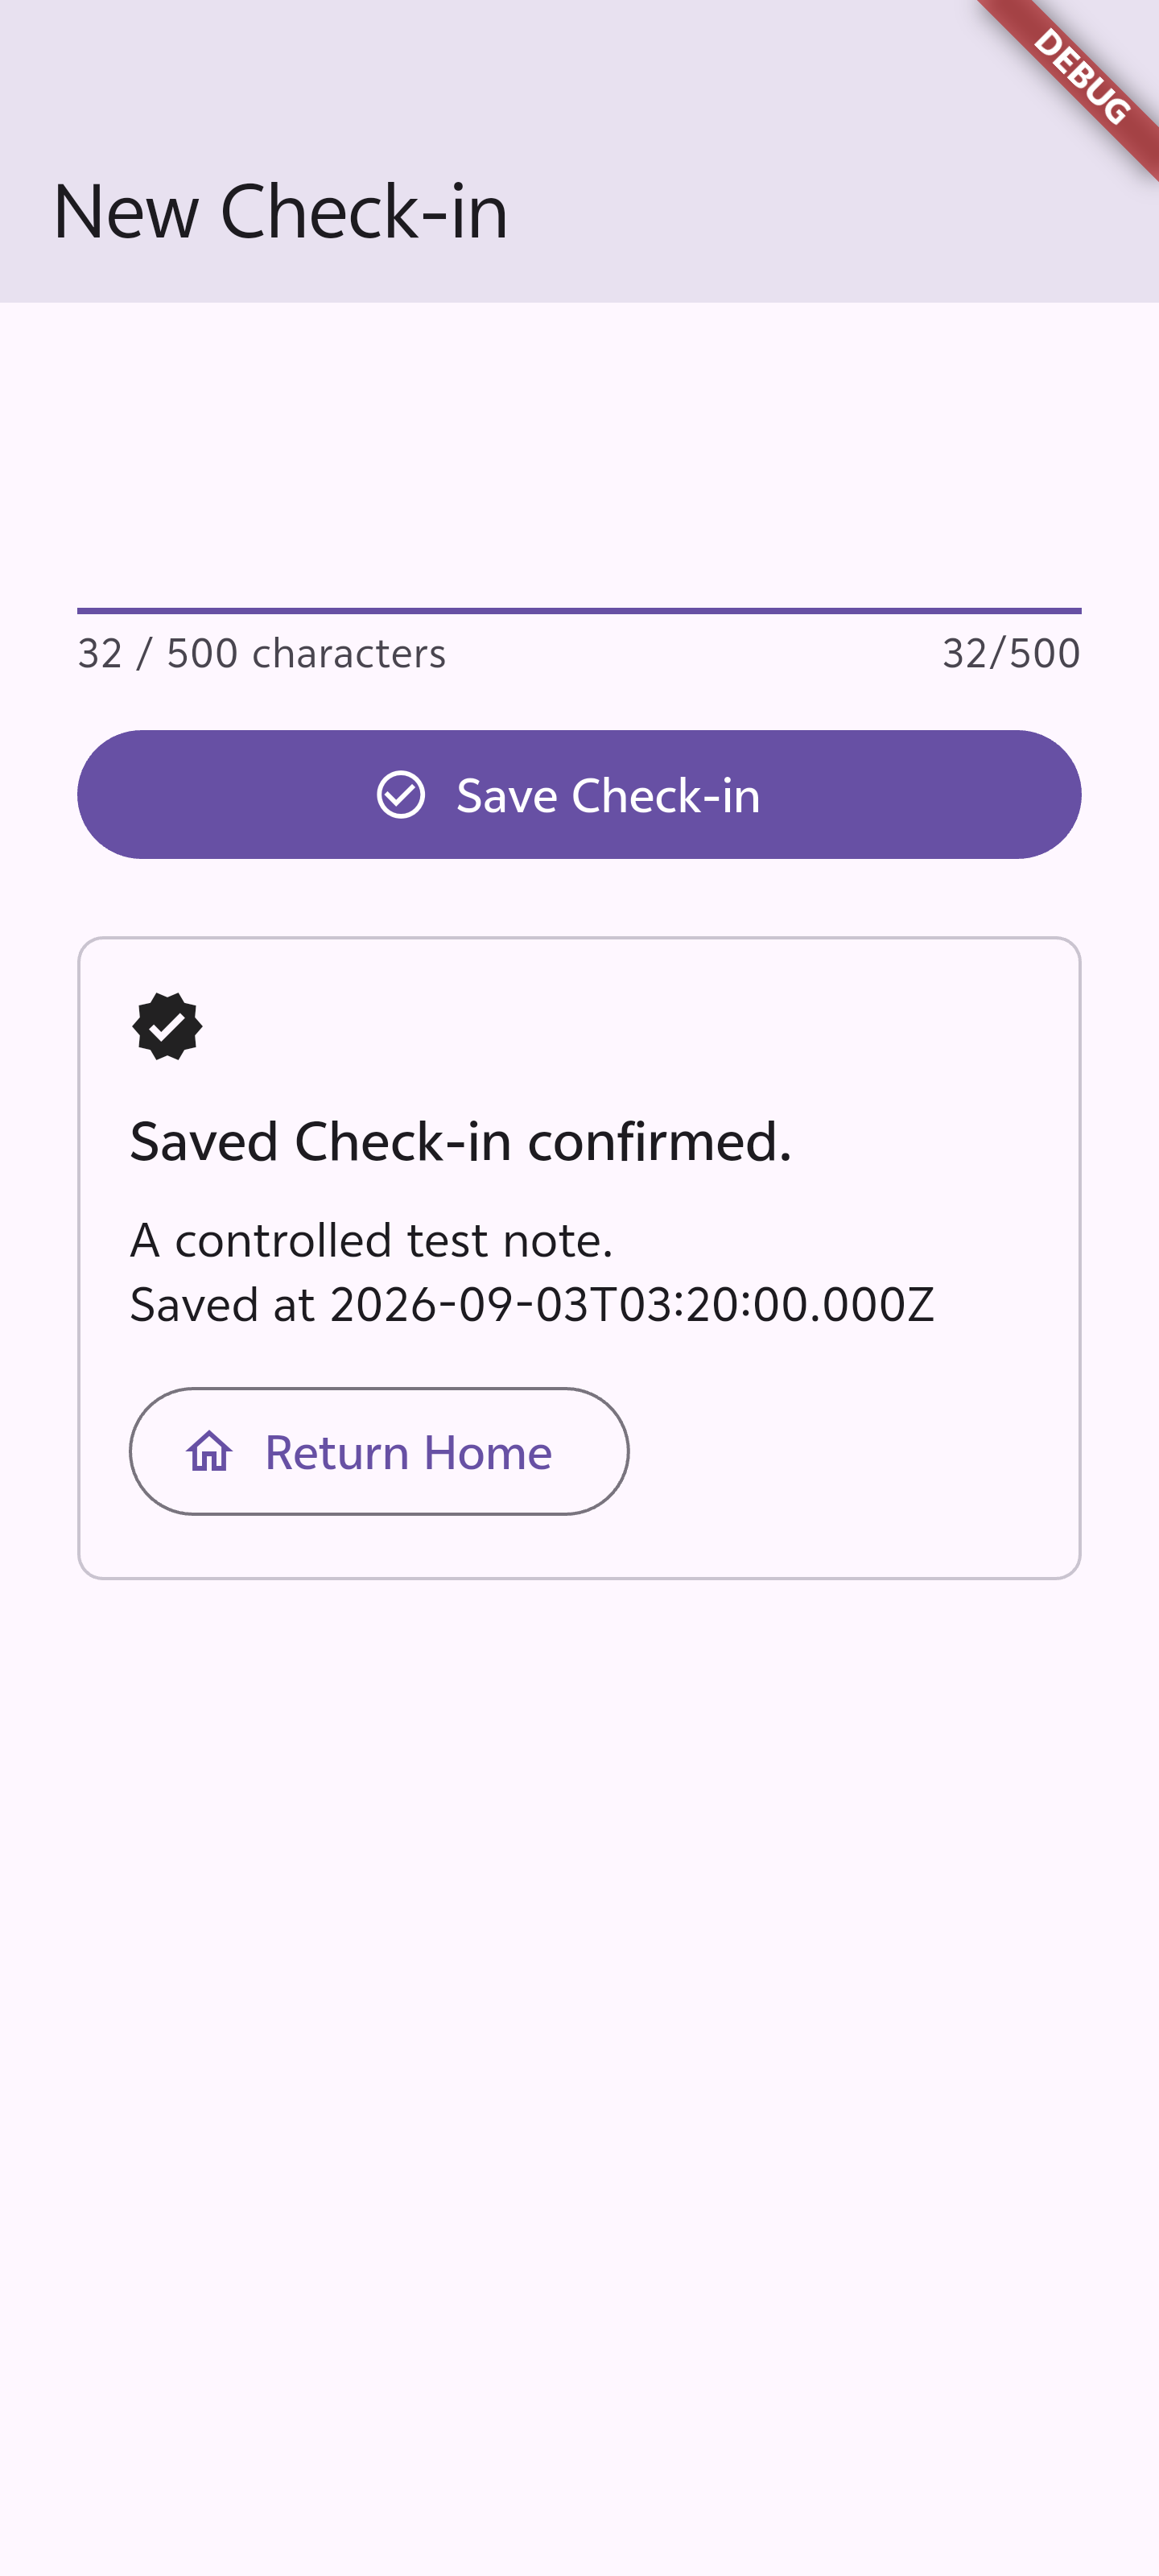 DEBUG
New Check-in
32 / 500 characters 32/500
Save Check-in
Saved Check-in confirmed.
A controlled test note.
Saved at 2026-09-03T03:20:00.000Z
Return Home